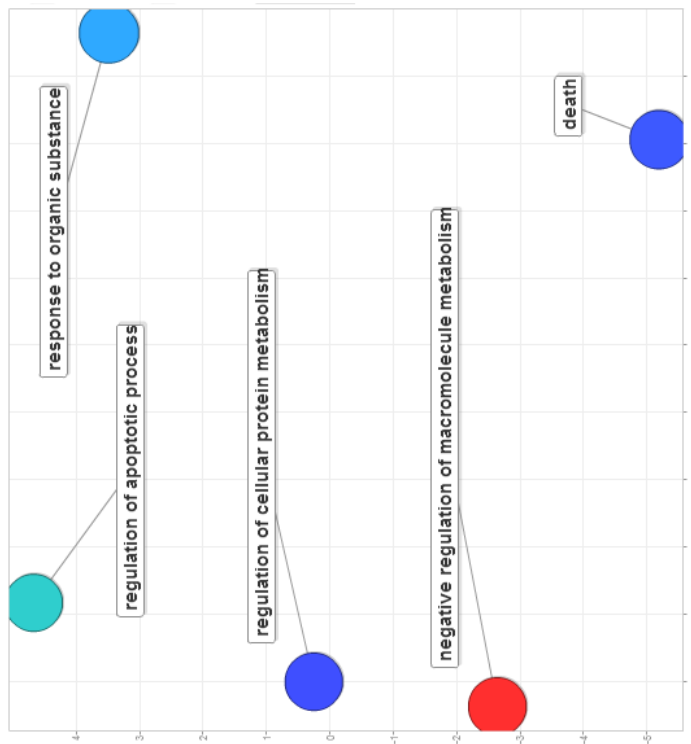 response to organic substance
regulation of apoptotic process
regulation of cellular protein metabolism
negative regulation of macromolecule metabolism
death
4
3
2
1
0
-1
-2
-3
-4
-5